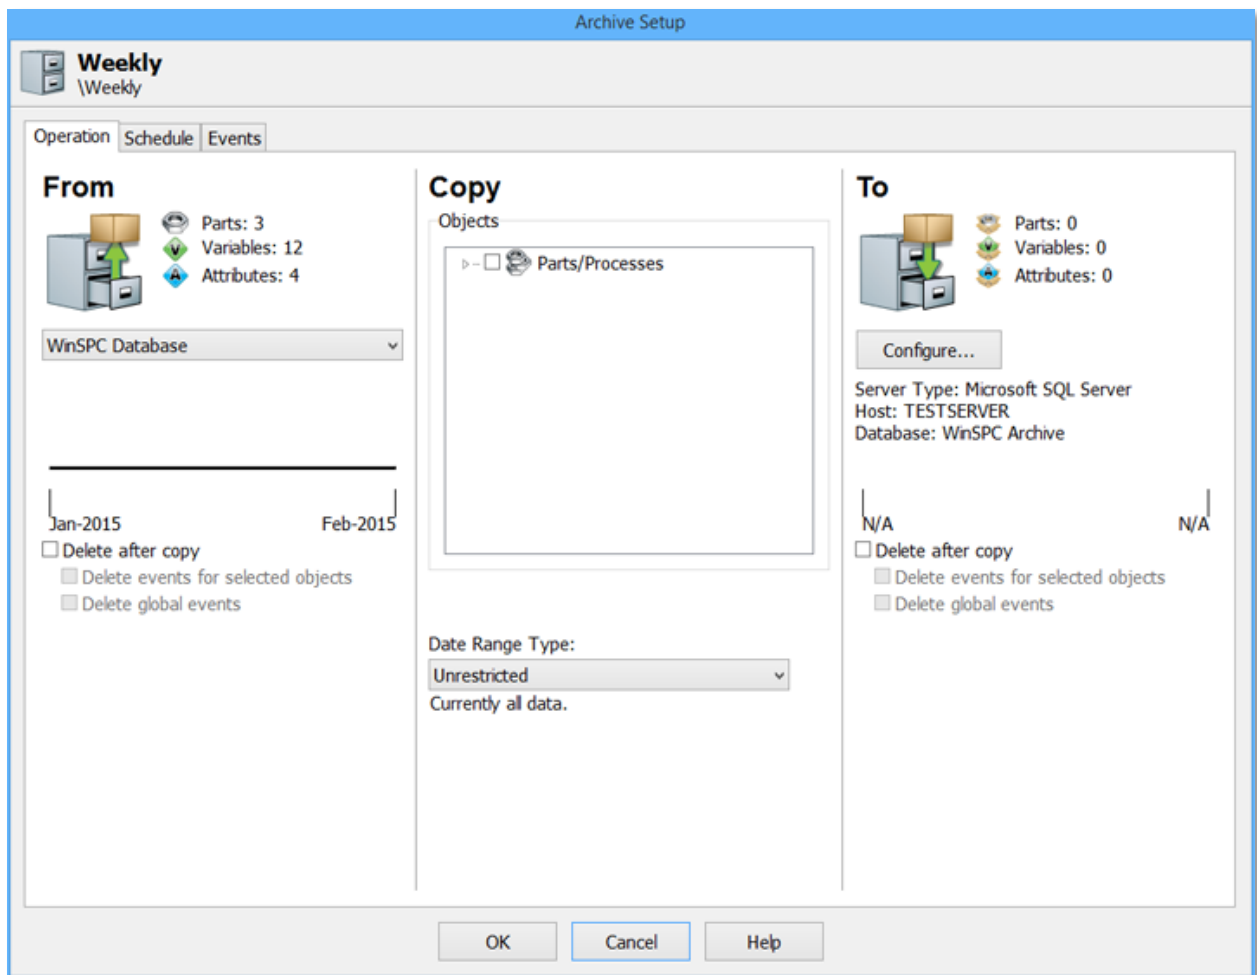 Archive Setup
Weekly
\Weekly
Operation Schedule Events
From
Parts: 3
Variables: 12
Attributes: 4
WinSPC Database
Jan-2015 Feb-2015
Delete after copy
Delete events for selected objects
Delete global events
Copy
Objects
Parts/Processes
Date Range Type:
Unrestricted
Currently all data.
To
Parts: 0
Variables: 0
Attributes: 0
Configure...
Server Type: Microsoft SQL Server
Host: TESTSERVER
Database: WinSPC Archive
N/A N/A
Delete after copy
Delete events for selected objects
Delete global events
OK Cancel Help